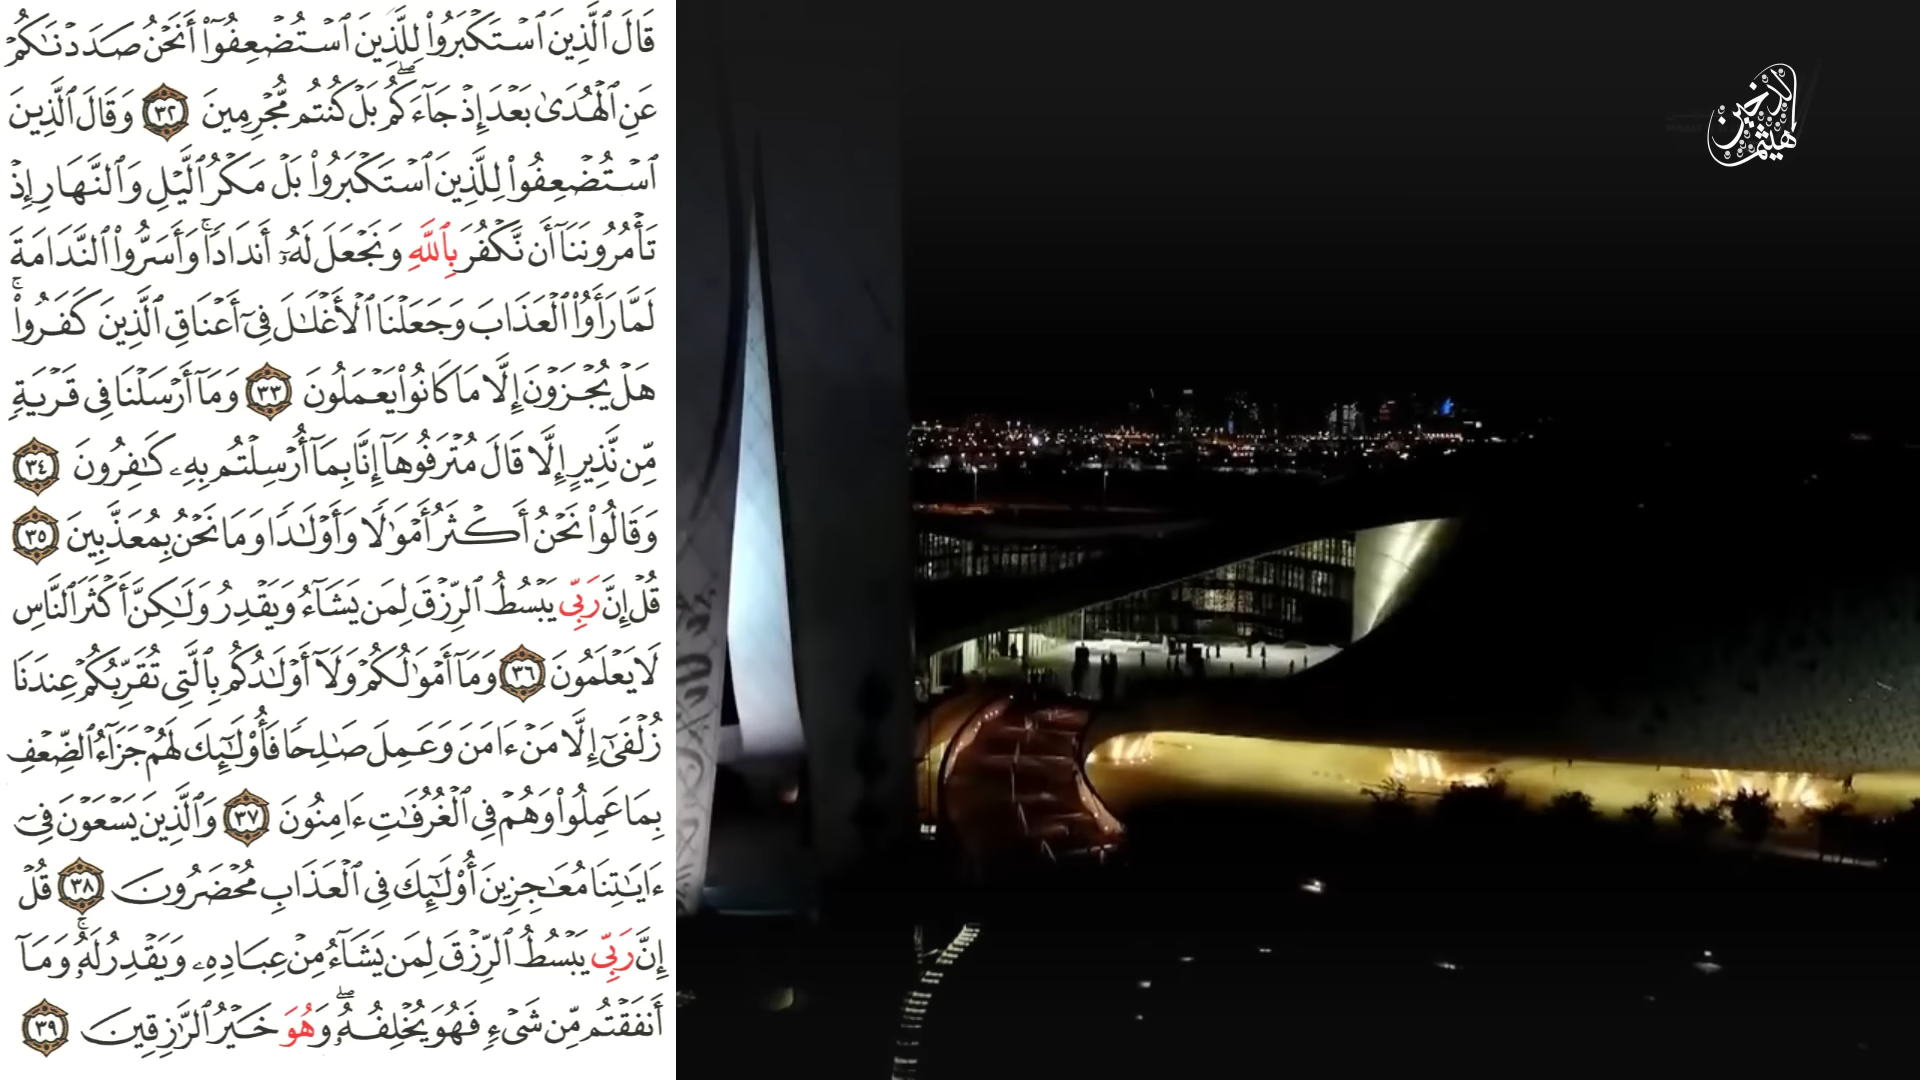 قَالَ ٱلَّذِينَ ٱسْتَكْبَرُوا۟ لِلَّذِينَ ٱسْتُضْعِفُوٓا۟ أَنَحْنُ صَدَدْنَـٰكُمْ
عَنِ ٱلْهُدَىٰ بَعْدَ إِذْ جَآءَكُم ۖ بَلْ كُنتُم مُّجْرِمِينَ ٣٢ وَقَالَ ٱلَّذِينَ
ٱسْتُضْعِفُوا۟ لِلَّذِينَ ٱسْتَكْبَرُوا۟ بَلْ مَكْرُ ٱلَّيْلِ وَٱلنَّهَارِ إِذْ
تَأْمُرُونَنَآ أَن نَّكْفُرَ بِٱللَّهِ وَنَجْعَلَ لَهُۥٓ أَندَادًا ۚ وَأَسَرُّوا۟ ٱلنَّدَامَةَ
لَمَّا رَأَوُا۟ ٱلْعَذَابَ وَجَعَلْنَا ٱلْأَغْلَـٰلَ فِىٓ أَعْنَاقِ ٱلَّذِينَ كَفَرُوا۟ ۚ
هَلْ يُجْزَوْنَ إِلَّا مَا كَانُوا۟ يَعْمَلُونَ ٣٣ وَمَآ أَرْسَلْنَا فِى قَرْيَةٍ
مِّن نَّذِيرٍ إِلَّا قَالَ مُتْرَفُوهَآ إِنَّا بِمَآ أُرْسِلْتُم بِهِۦ كَـٰفِرُونَ ٣٤
وَقَالُوا۟ نَحْنُ أَكْثَرُ أَمْوَٰلًا وَأَوْلَـٰدًا وَمَا نَحْنُ بِمُعَذَّبِينَ ٣٥
قُلْ إِنَّ رَبِّى يَبْسُطُ ٱلرِّزْقَ لِمَن يَشَآءُ وَيَقْدِرُ وَلَـٰكِنَّ أَكْثَرَ ٱلنَّاسِ
لَا يَعْلَمُونَ ٣٦ وَمَآ أَمْوَٰلُكُمْ وَلَآ أَوْلَـٰدُكُم بِٱلَّتِى تُقَرِّبُكُمْ عِندَنَا
زُلْفَىٰٓ إِلَّا مَنْ ءَامَنَ وَعَمِلَ صَـٰلِحًا فَأُو۟لَـٰٓئِكَ لَهُمْ جَزَآءُ ٱلضِّعْفِ
بِمَا عَمِلُوا۟ وَهُمْ فِى ٱلْغُرُفَـٰتِ ءَامِنُونَ ٣٧ وَٱلَّذِينَ يَسْعَوْنَ فِىٓ
ءَايَـٰتِنَا مُعَـٰجِزِينَ أُو۟لَـٰٓئِكَ فِى ٱلْعَذَابِ مُحْضَرُونَ ٣٨ قُلْ
إِنَّ رَبِّى يَبْسُطُ ٱلرِّزْقَ لِمَن يَشَآءُ مِنْ عِبَادِهِۦ وَيَقْدِرُ لَهُۥ ۚ وَمَآ
أَنفَقْتُم مِّن شَىْءٍ فَهُوَ يُخْلِفُهُۥ ۖ وَهُوَ خَيْرُ ٱلرَّٰزِقِينَ ٣٩
هيثم الدخين